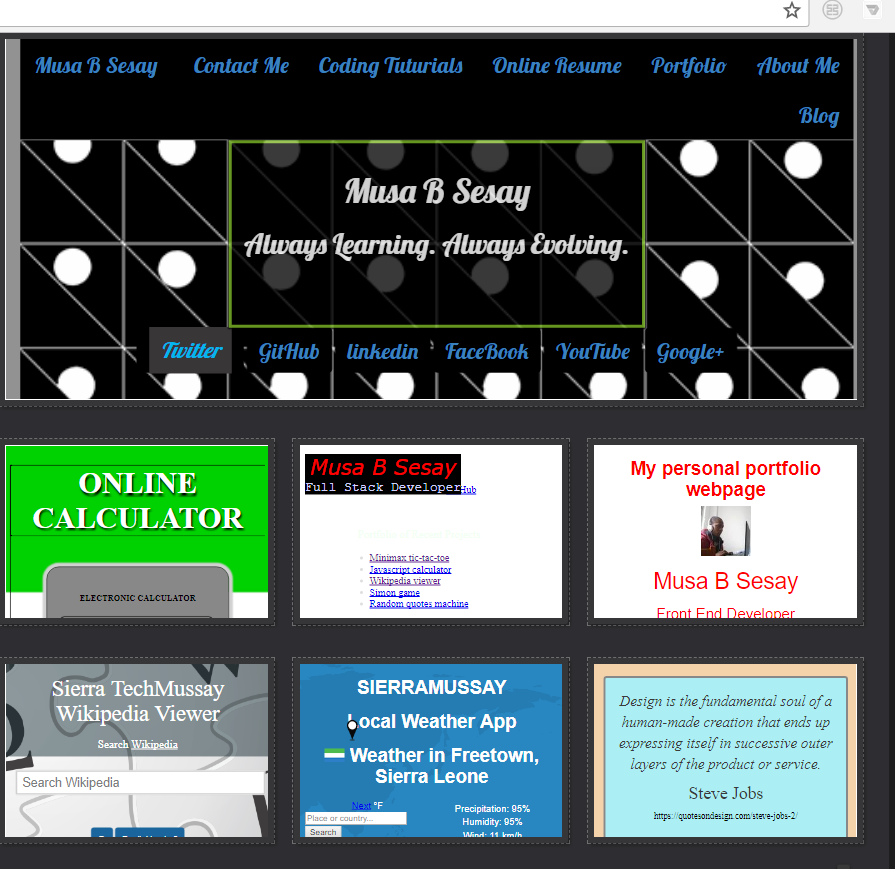 Musa B Sesay Contact Me Coding Tuturials Online Resume Portfolio About Me
Blog
Musa B Sesay
Always Learning. Always Evolving.
Twitter GitHub linkedin FaceBook YouTube Google+
ONLINE
CALCULATOR
ELECTRONIC CALCULATOR
Musa B Sesay
Full Stack Developer
Minimax tic-tac-toe
Javascript calculator
Wikipedia viewer
Simon game
Random quotes machine
My personal portfolio
webpage
Musa B Sesay
Front End Developer
Sierra TechMussay
Wikipedia Viewer
Search Wikipedia
Search Wikipedia
SIERRAMUSSAY
Local Weather App
Weather in Freetown,
Sierra Leone
Next °F
Place or country...
Search
Precipitation: 95%
Humidity: 95%
Wind: 11 km/h
Design is the fundamental soul of a
human-made creation that ends up
expressing itself in successive outer
layers of the product or service.
Steve Jobs
https://quotesondesign.com/steve-jobs-2/